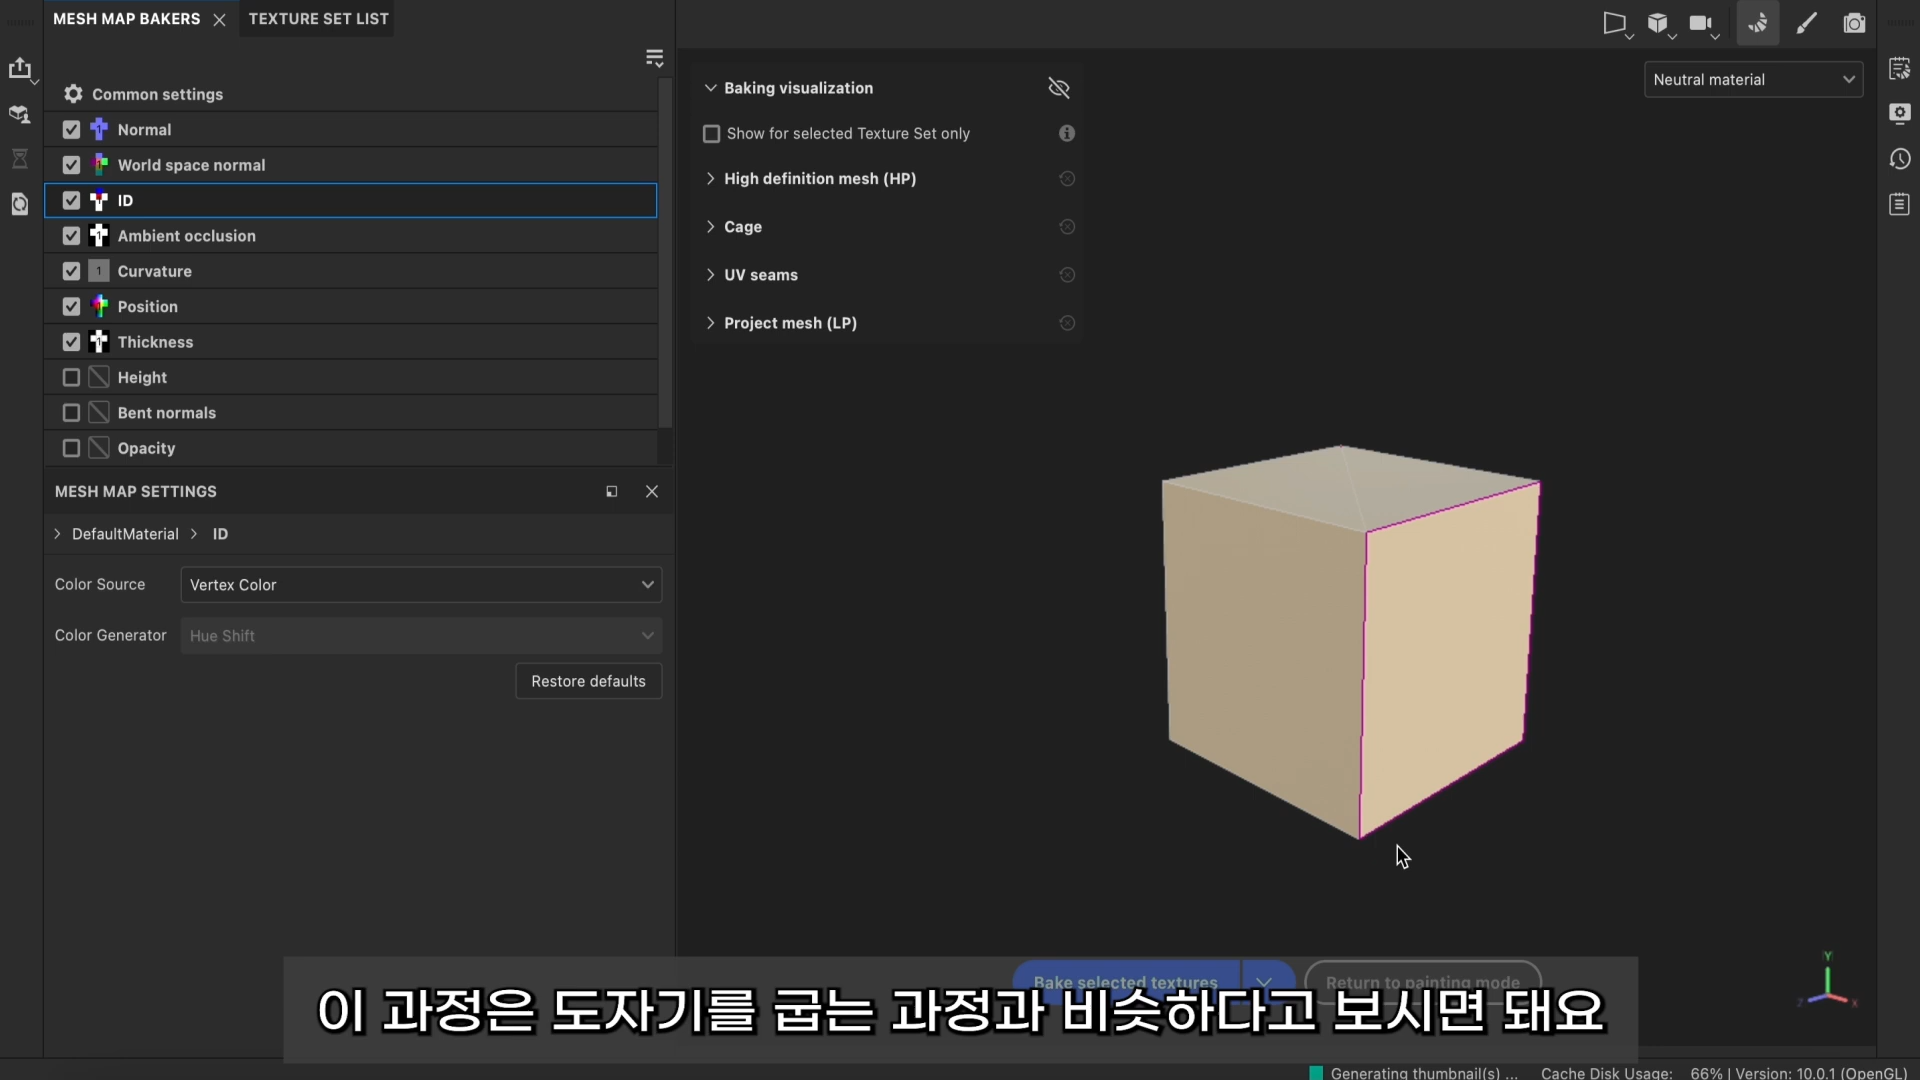 MESH MAP BAKERS
TEXTURE SET LIST
Common settings
Normal
World space normal
ID
Ambient occlusion
Curvature
Position
Thickness
Height
Bent normals
Opacity
MESH MAP SETTINGS
DefaultMaterial > ID
Color Source
Vertex Color
Color Generator
Hue Shift
Restore defaults
Baking visualization
Show for selected Texture Set only
High definition mesh (HP)
Cage
UV seams
Project mesh (LP)
Neutral material
Y
Z
X
Bake selected textures
Return to painting mode
이 과정은 도자기를 굽는 과정과 비슷하다고 보시면 돼요
Generating thumbnail(s) ...
Cache Disk Usage: 66% | Version: 10.0.1 (OpenGL)